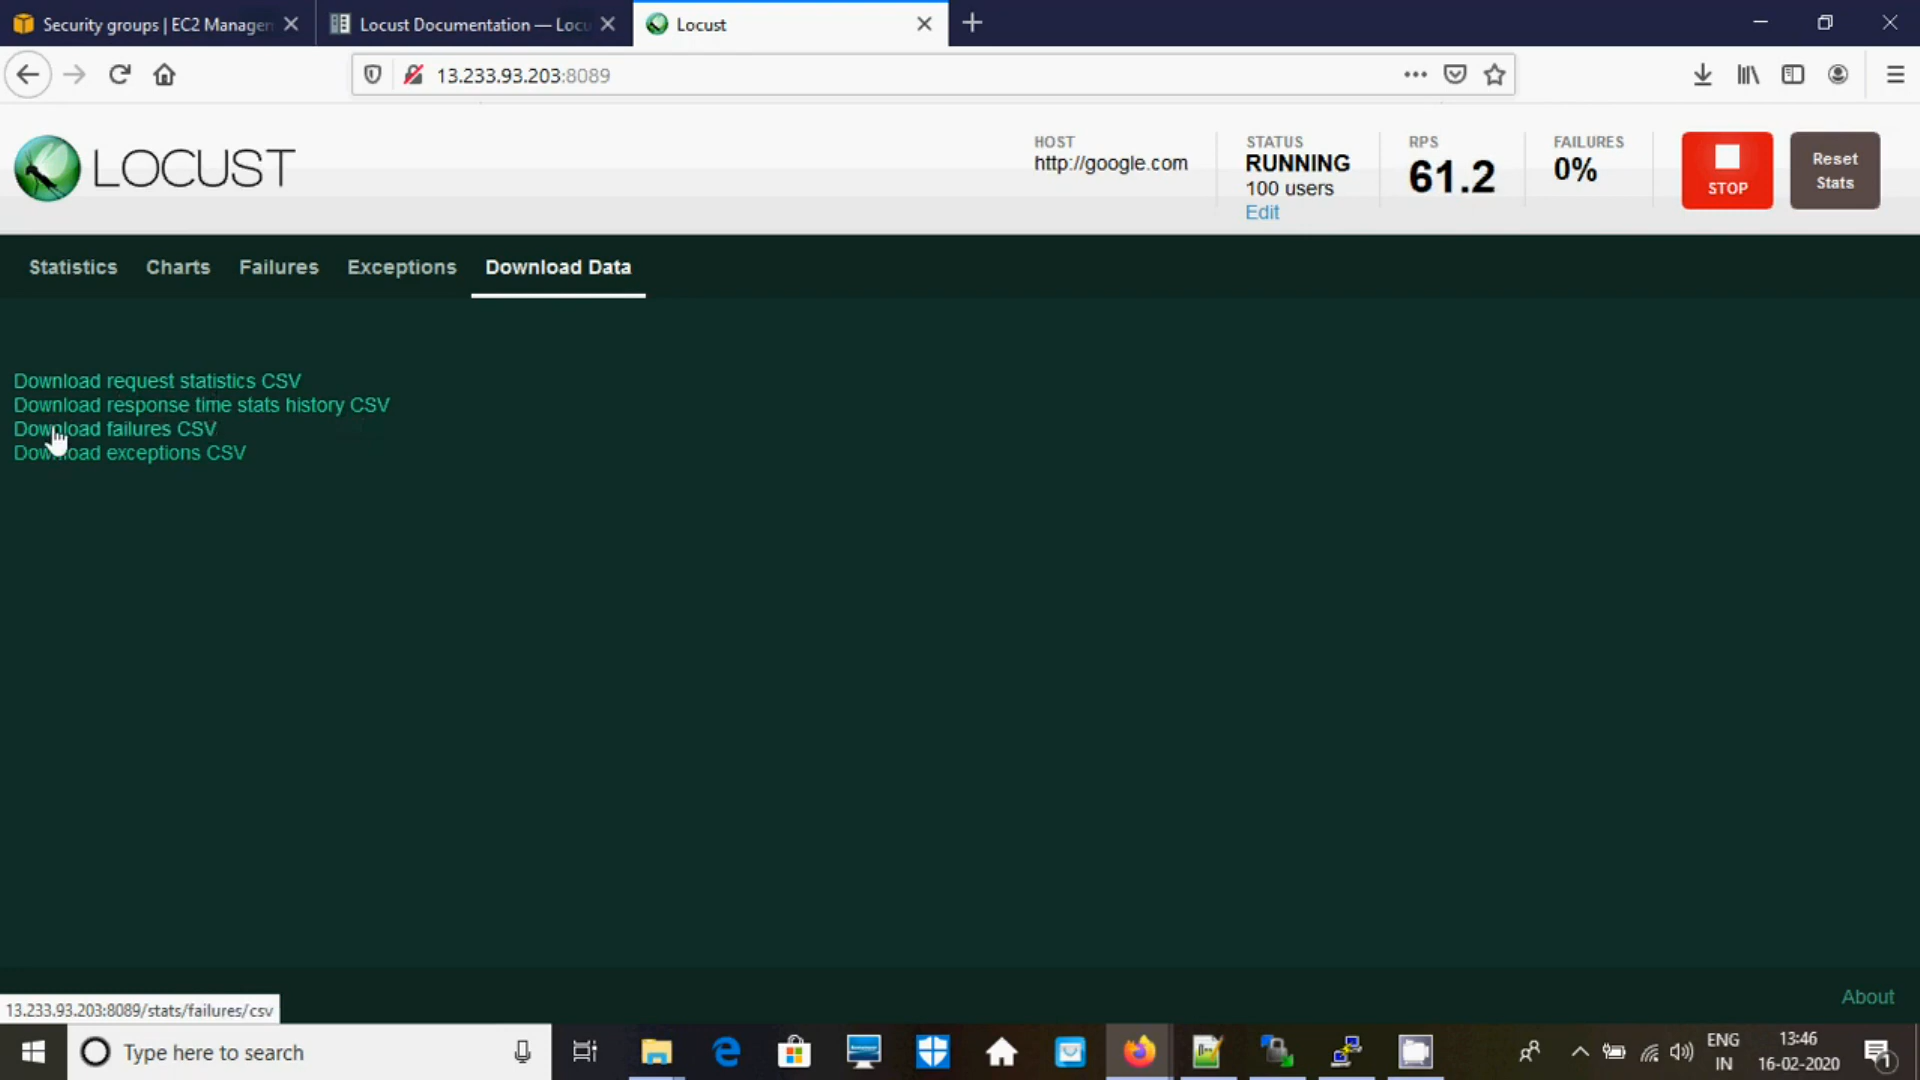 Security groups | EC2 Manager
Locust Documentation — Locu
Locust
13.233.93.203:8089
LOCUST
HOST
http://google.com
STATUS
RUNNING
100 users
Edit
RPS
61.2
FAILURES
0%
STOP
Reset
Stats
Statistics
Charts
Failures
Exceptions
Download Data
Download request statistics CSV
Download response time stats history CSV
Download failures CSV
Download exceptions CSV
About
13.233.93.203:8089/stats/failures/csv
Type here to search
ENG
IN
13:46
16-02-2020
1